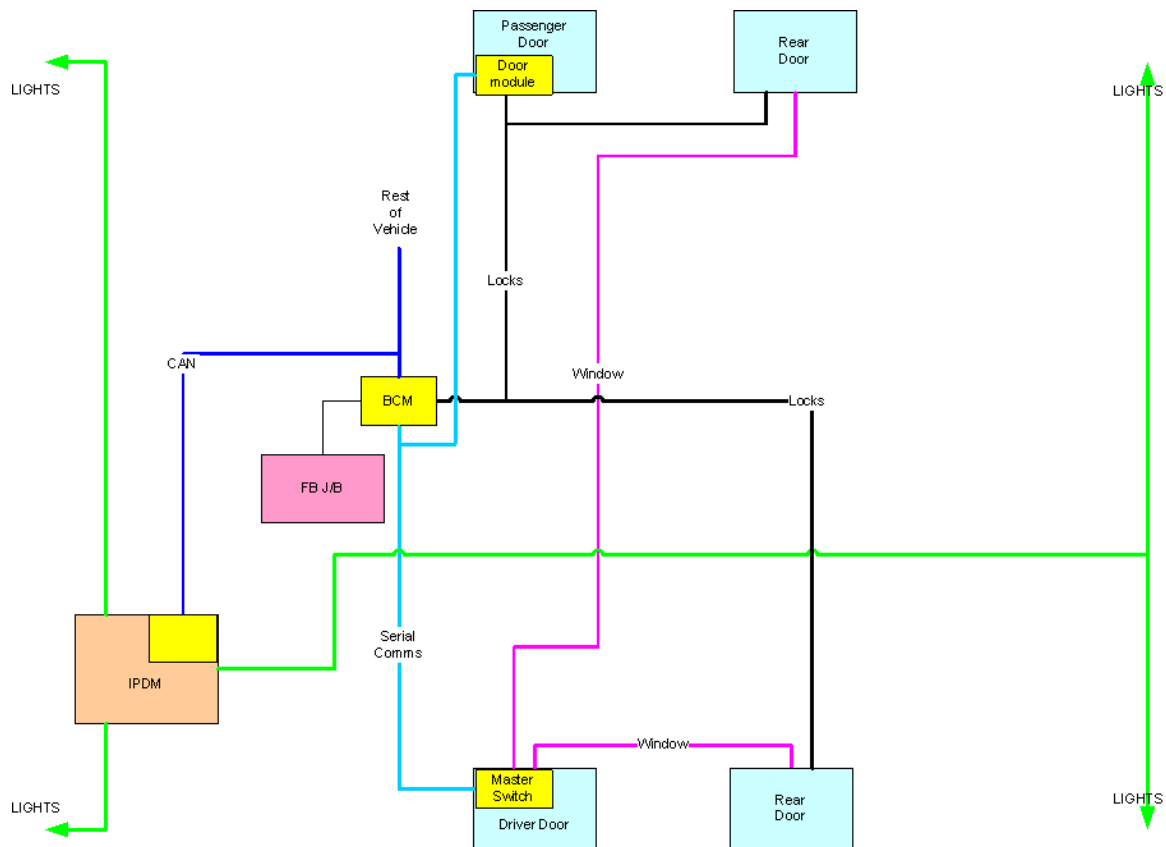 Passenger
Door
Door
module
Rear
Door
LIGHTS
LIGHTS
Rest
of
Vehicle
Locks
CAN
Window
BCM
Locks
FB J/B
Serial
Comms
IPDM
Window
Master
Switch
Driver Door
Rear
Door
LIGHTS
LIGHTS